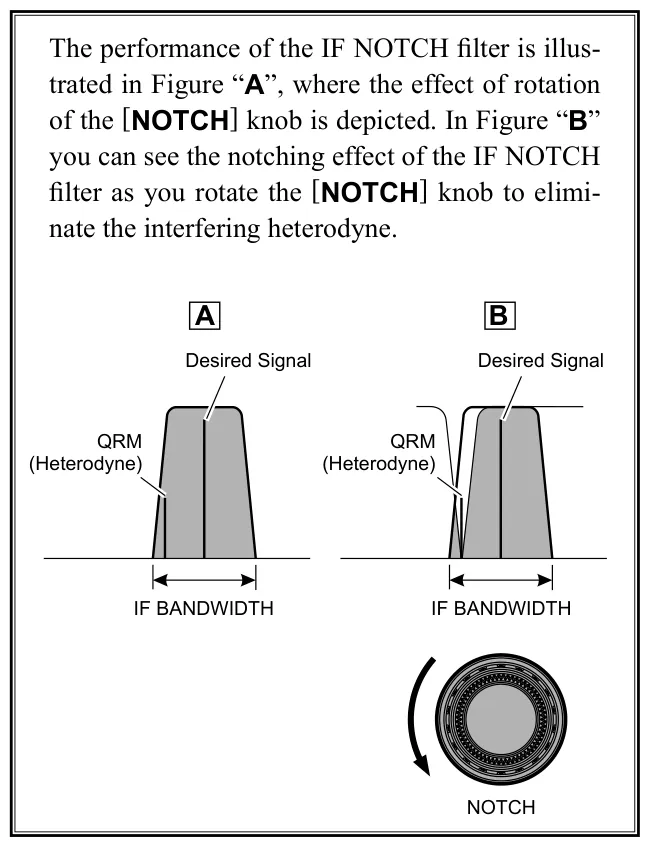 The performance of the IF NOTCH filter is illus-
trated in Figure “A”, where the effect of rotation
of the [NOTCH] knob is depicted. In Figure “B”
you can see the notching effect of the IF NOTCH
filter as you rotate the [NOTCH] knob to elimi-
nate the interfering heterodyne.
A
Desired Signal
QRM
(Heterodyne)
IF BANDWIDTH
B
Desired Signal
QRM
(Heterodyne)
IF BANDWIDTH
NOTCH